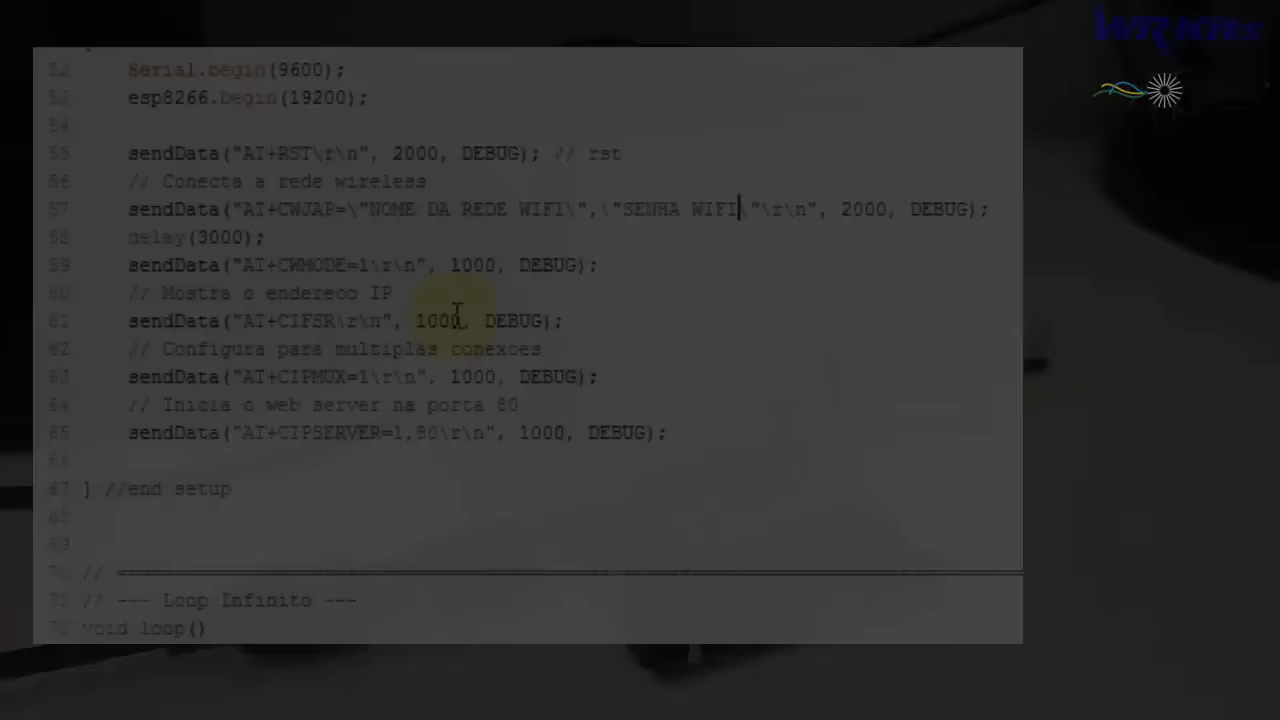 WR Kits
52 Serial.begin(9600);
53 esp8266.begin(19200);
54
55 sendData("AT+RST\r\n", 2000, DEBUG); // rst
56 // Conecta a rede wireless
57 sendData("AT+CWJAP=\"NOME DA REDE WIFI\",\"SENHA WIFI\"\r\n", 2000, DEBUG);
58 delay(3000);
59 sendData("AT+CWMODE=1\r\n", 1000, DEBUG);
60 // Mostra o endereco IP
61 sendData("AT+CIFSR\r\n", 1000, DEBUG);
62 // Configura para multiplas conexoes
63 sendData("AT+CIPMUX=1\r\n", 1000, DEBUG);
64 // Inicia o web server na porta 80
65 sendData("AT+CIPSERVER=1,80\r\n", 1000, DEBUG);
66
67 } //end setup
68
69
70 // ==========
71 // --- Loop Infinito ---
72 void loop()